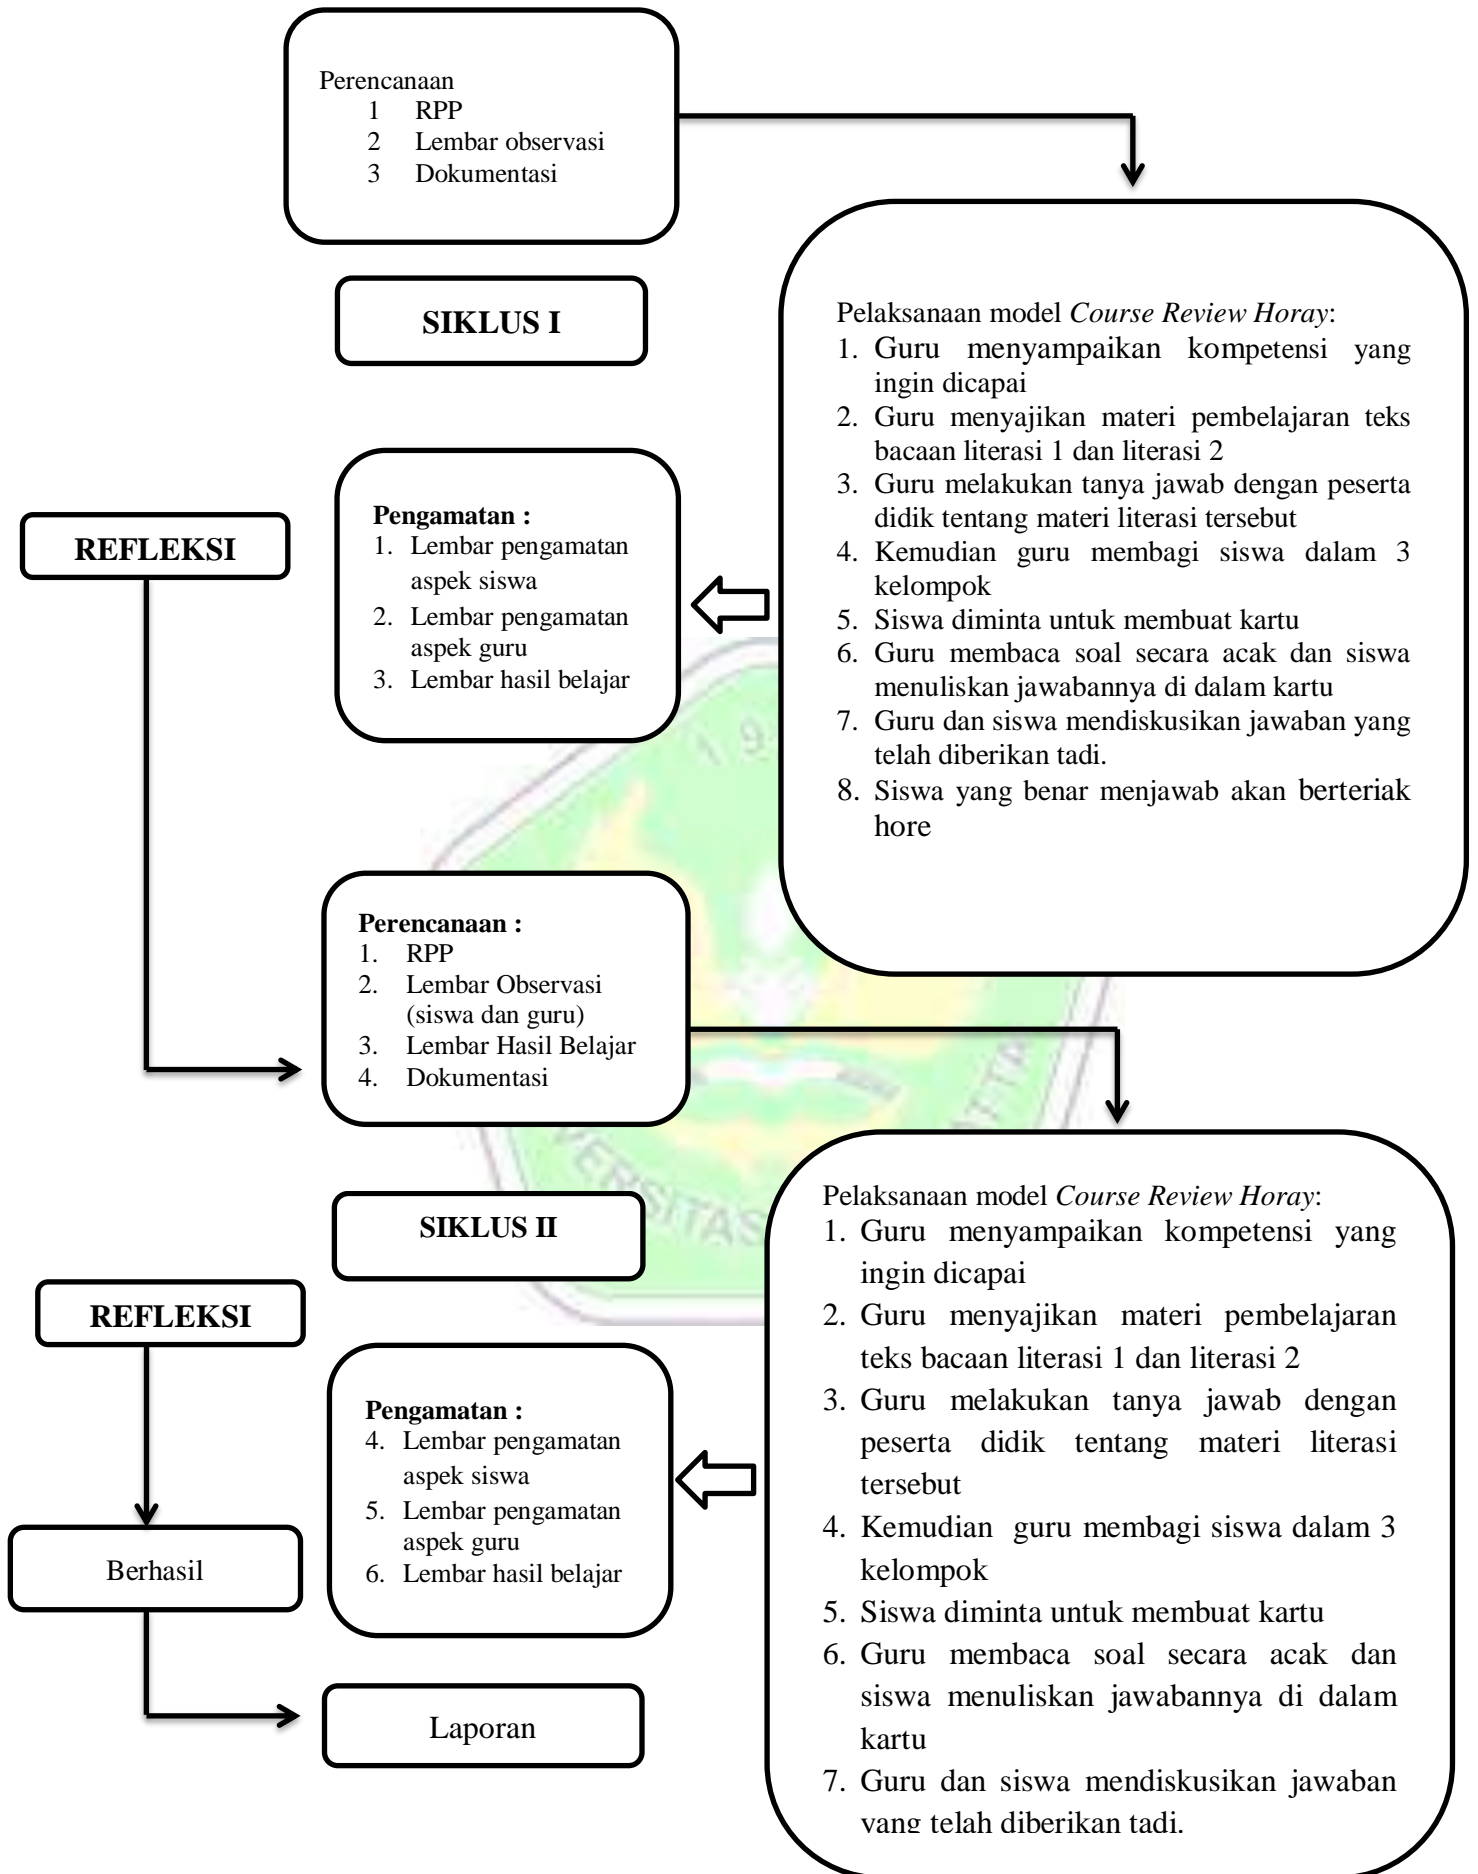 Perencanaan
1 RPP
2 Lembar observasi
3 Dokumentasi
SIKLUS I
Pelaksanaan model Course Review Horay:
1. Guru menyampaikan kompetensi yang
ingin dicapai
2. Guru menyajikan materi pembelajaran teks
bacaan literasi 1 dan literasi 2
3. Guru melakukan tanya jawab dengan peserta
didik tentang materi literasi tersebut
4. Kemudian guru membagi siswa dalam 3
kelompok
5. Siswa diminta untuk membuat kartu
6. Guru membaca soal secara acak dan siswa
menuliskan jawabannya di dalam kartu
7. Guru dan siswa mendiskusikan jawaban yang
telah diberikan tadi.
8. Siswa yang benar menjawab akan berteriak
hore
Pengamatan :
1. Lembar pengamatan
aspek siswa
2. Lembar pengamatan
aspek guru
3. Lembar hasil belajar
REFLEKSI
Perencanaan :
1. RPP
2. Lembar Observasi
(siswa dan guru)
3. Lembar Hasil Belajar
4. Dokumentasi
SIKLUS II
Pelaksanaan model Course Review Horay:
1. Guru menyampaikan kompetensi yang
ingin dicapai
2. Guru menyajikan materi pembelajaran
teks bacaan literasi 1 dan literasi 2
3. Guru melakukan tanya jawab dengan
peserta didik tentang materi literasi
tersebut
4. Kemudian guru membagi siswa dalam 3
kelompok
5. Siswa diminta untuk membuat kartu
6. Guru membaca soal secara acak dan
siswa menuliskan jawabannya di dalam
kartu
7. Guru dan siswa mendiskusikan jawaban
yang telah diberikan tadi.
REFLEKSI
Pengamatan :
4. Lembar pengamatan
aspek siswa
5. Lembar pengamatan
aspek guru
6. Lembar hasil belajar
Berhasil
Laporan